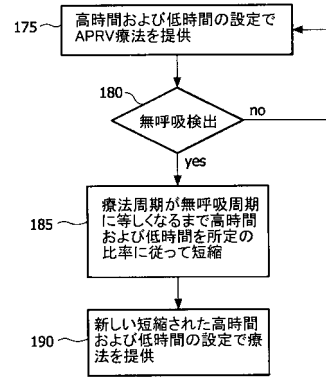 175
高時間および低時間の設定で
APRV療法を提供
180
無呼吸検出
no
yes
185
療法周期が無呼吸周期
に等しくなるまで高時間
および低時間を所定の
比率に従って短縮
190
新しい短縮された高時間
および低時間の設定で療
法を提供